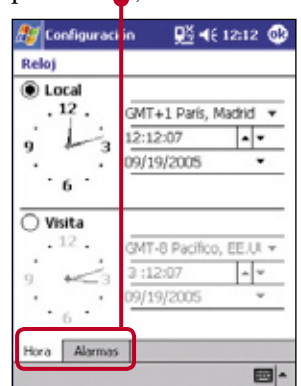 Configuración 12:12
Reloj
Local
12
9
3
6
GMT+1 París, Madrid
12:12:07
09/19/2005
Visita
12
9
3
6
GMT-8 Pacífico, EE.UU
3 :12:07
09/19/2005
Hora Alarmas